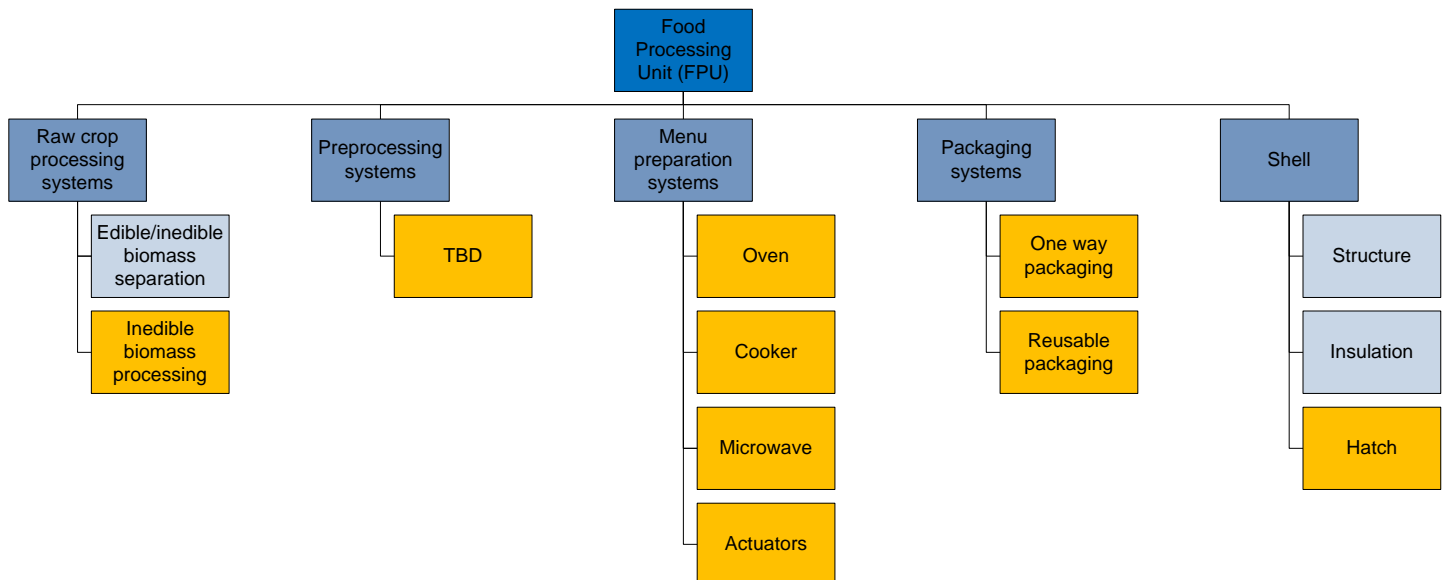 Food
Processing
Unit (FPU)
Raw crop
processing
systems
Preprocessing
systems
Menu
preparation
systems
Packaging
systems
Shell
Edible/inedible
biomass
separation
TBD
Oven
One way
packaging
Structure
Inedible
biomass
processing
Cooker
Reusable
packaging
Insulation
Microwave
Hatch
Actuators